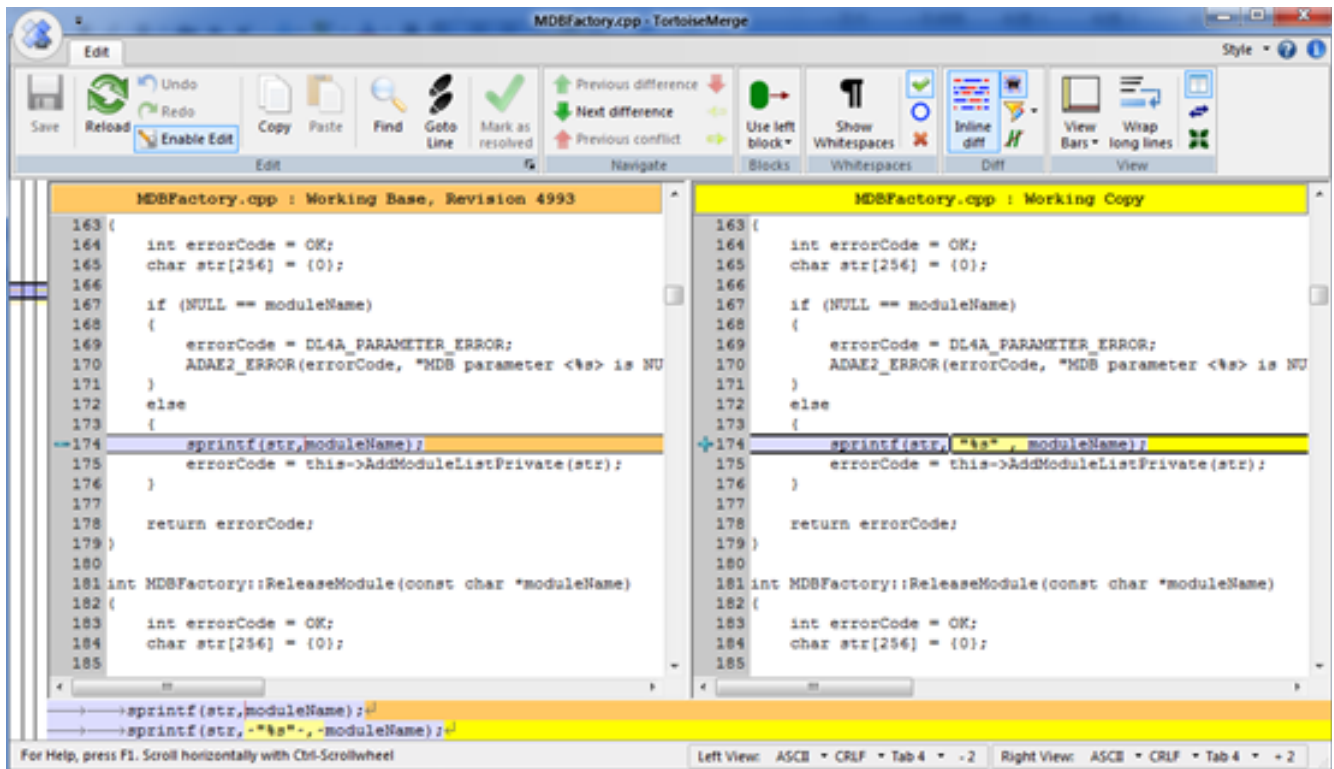 MDBFactory.cpp - TortoiseMerge
Edit
Style
Save
Reload
Undo
Redo
Enable Edit
Copy
Paste
Find
Goto Line
Mark as resolved
Edit
Previous difference
Next difference
Previous conflict
Navigate
Use left block
Blocks
Show Whitespaces
Whitespaces
Inline diff
Diff
View Bars
Wrap long lines
View
MDBFactory.cpp : Working Base, Revision 4993
163 {
164     int errorCode = OK;
165     char str[256] = {0};
166
167     if (NULL == moduleName)
168     {
169         errorCode = DL4A_PARAMETER_ERROR;
170         ADAE2_ERROR(errorCode, "MDB parameter <%s> is NU
171     }
172     else
173     {
174         sprintf(str,moduleName);
175         errorCode = this->AddModuleListPrivate(str);
176     }
177
178     return errorCode;
179 }
180
181 int MDBFactory::ReleaseModule(const char *moduleName)
182 {
183     int errorCode = OK;
184     char str[256] = {0};
185
MDBFactory.cpp : Working Copy
163 {
164     int errorCode = OK;
165     char str[256] = {0};
166
167     if (NULL == moduleName)
168     {
169         errorCode = DL4A_PARAMETER_ERROR;
170         ADAE2_ERROR(errorCode, "MDB parameter <%s> is NU
171     }
172     else
173     {
174         sprintf(str, "%s" , moduleName);
175         errorCode = this->AddModuleListPrivate(str);
176     }
177
178     return errorCode;
179 }
180
181 int MDBFactory::ReleaseModule(const char *moduleName)
182 {
183     int errorCode = OK;
184     char str[256] = {0};
185
sprintf(str,moduleName);
sprintf(str,·"%s"·,·moduleName);
For Help, press F1. Scroll horizontally with Ctrl-Scrollwheel
Left View: ASCII CRLF Tab 4 - 2
Right View: ASCII CRLF Tab 4 + 2